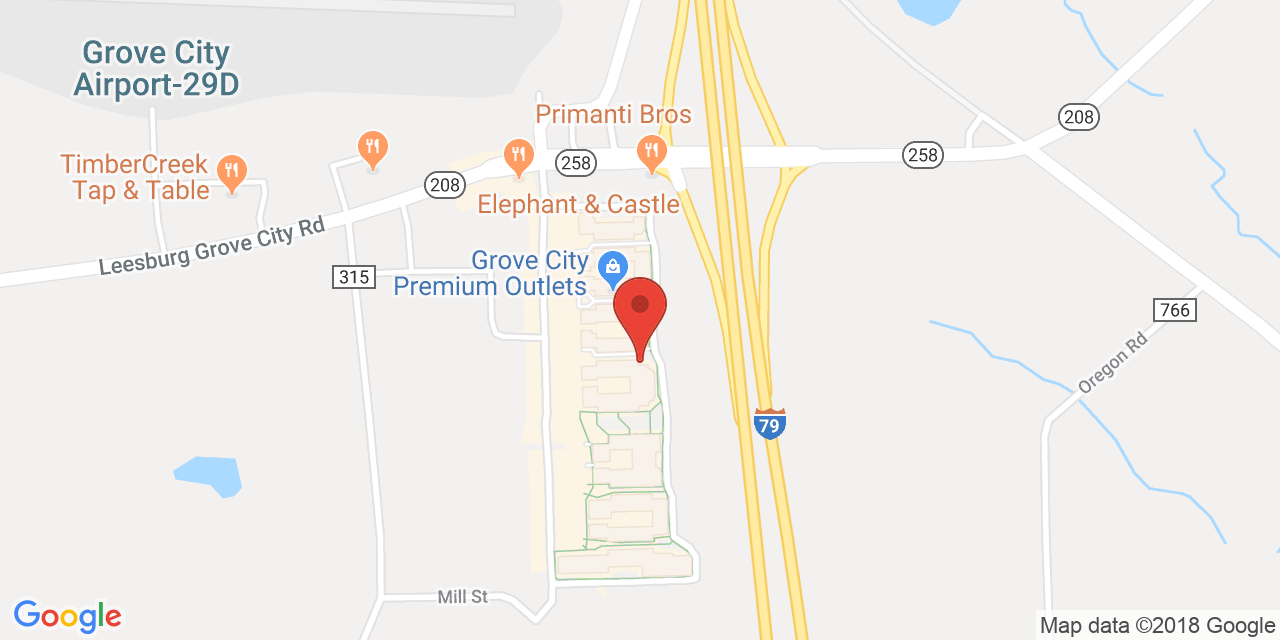 Grove City
Airport-29D
Primanti Bros
208
258
258
TimberCreek
Tap & Table
208
Elephant & Castle
Leesburg Grove City Rd
Grove City
Premium Outlets
315
766
Oregon Rd
79
Mill St
Google
Map data ©2018 Google